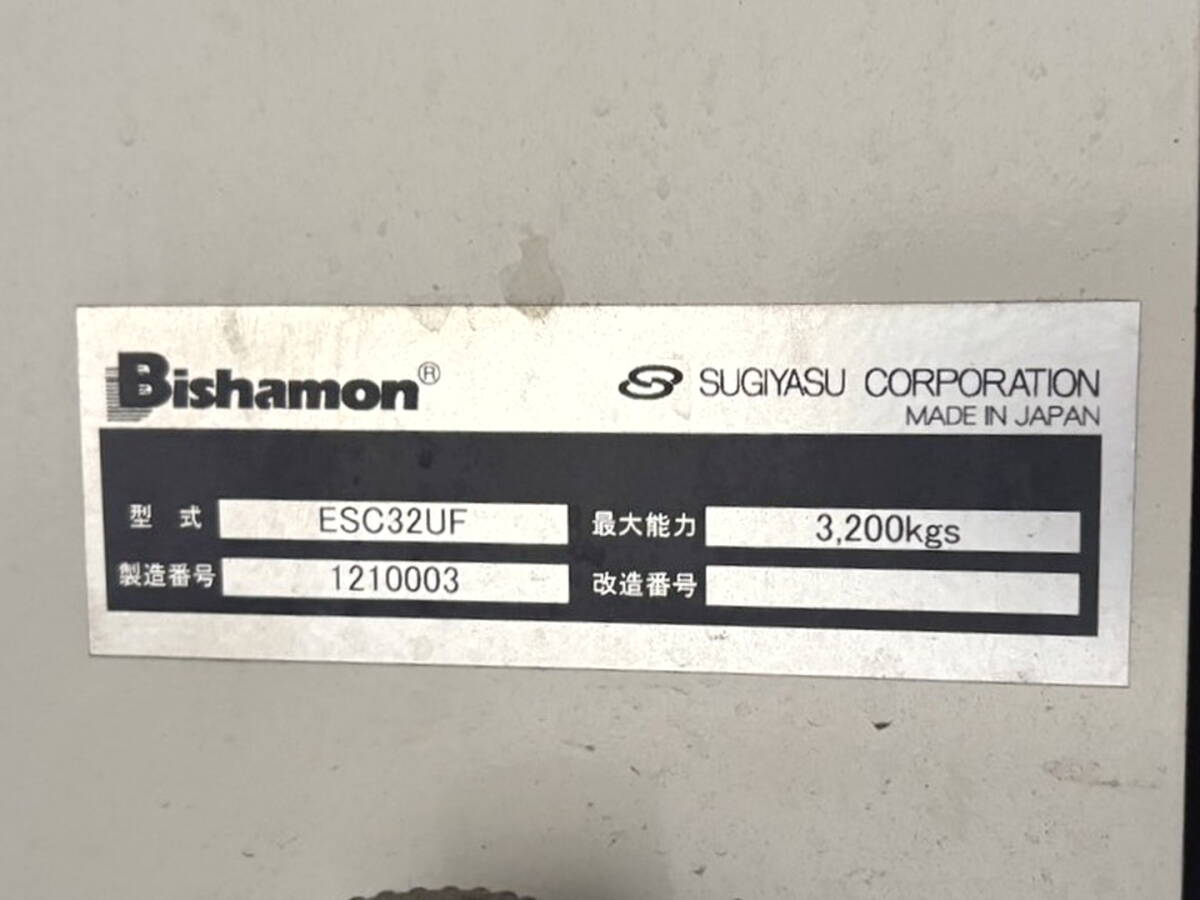 Bishamon® SUGIYASU CORPORATION
MADE IN JAPAN
型式 ESC32UF 最大能力 3,200kgs
製造番号 1210003 改造番号